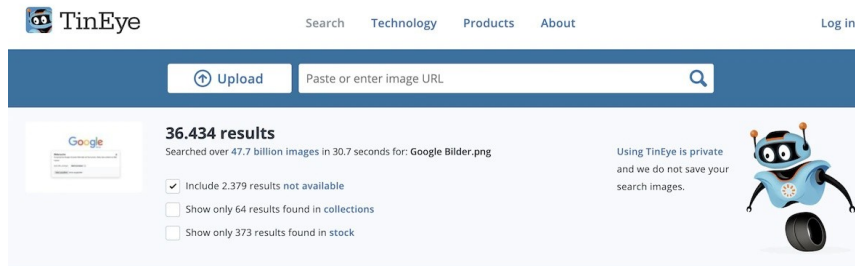 TinEye
Search Technology Products About Log in
Upload Paste or enter image URL
Google
36.434 results
Searched over 47.7 billion images in 30.7 seconds for: Google Bilder.png
Using TinEye is private
and we do not save your
search images.
Include 2.379 results not available
Show only 64 results found in collections
Show only 373 results found in stock